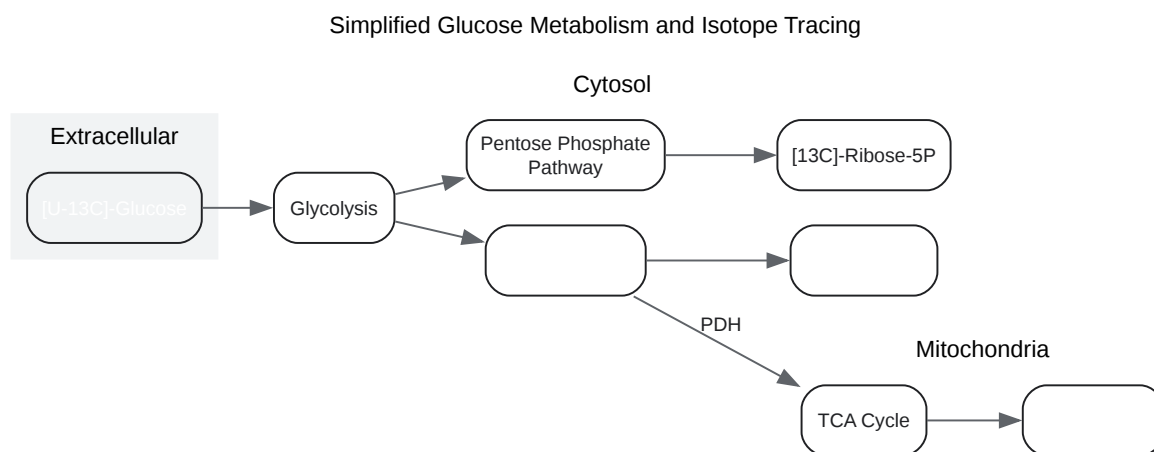 Simplified Glucose Metabolism and Isotope Tracing
Cytosol
Extracellular
Pentose Phosphate
Pathway
[13C]-Ribose-5P
[U-13C]-Glucose
Glycolysis
PDH
Mitochondria
TCA Cycle